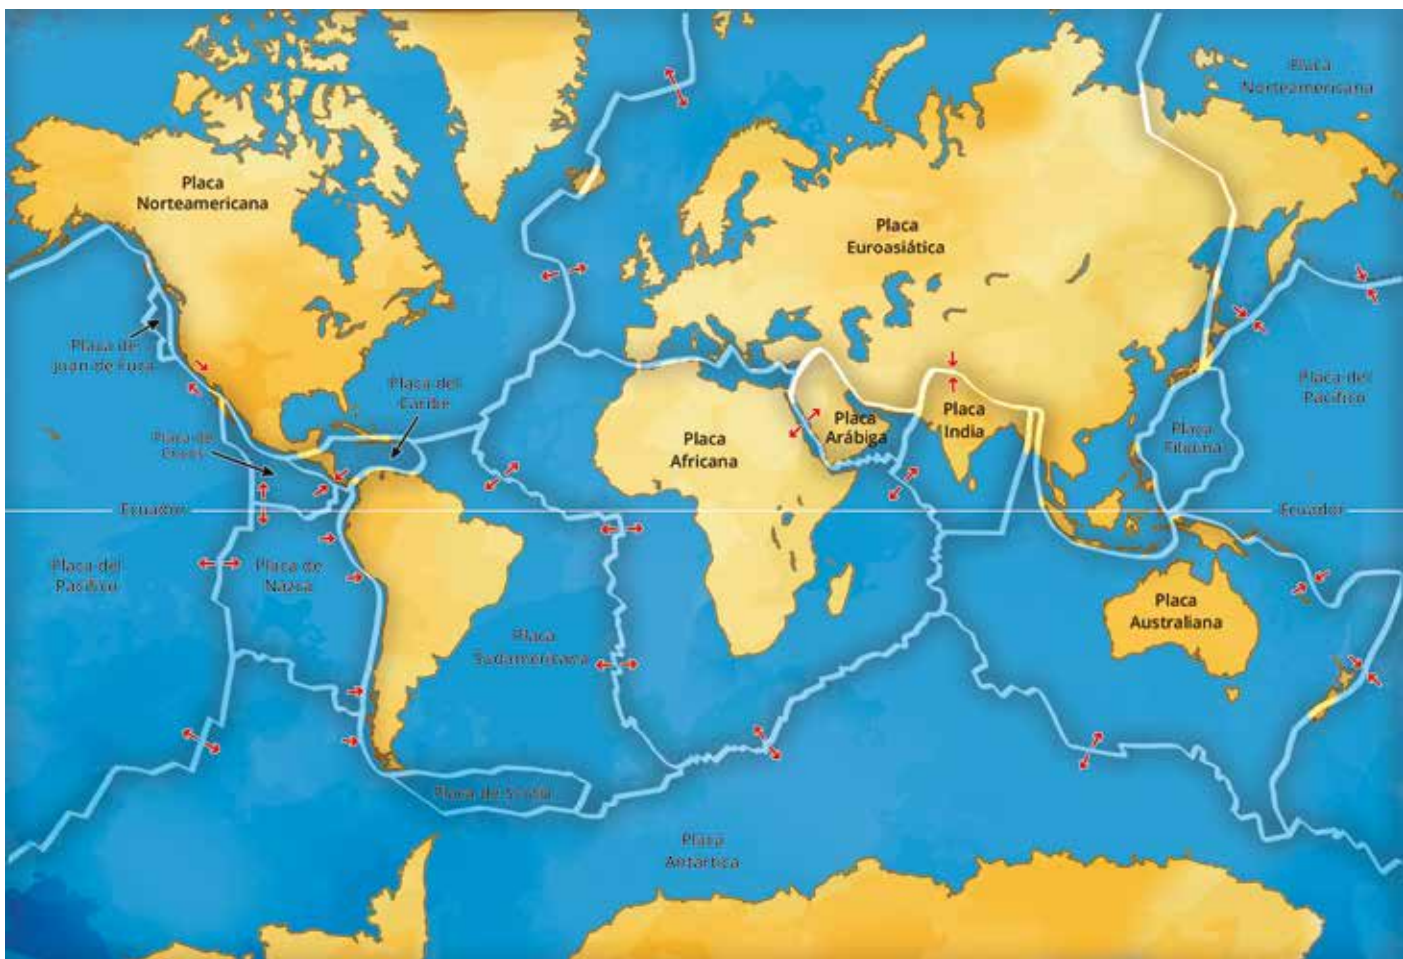 Placa
Norteamericana
Placa
Norteamericana
Placa
Euroasiática
Placa de
Juan de Fuca
Placa del
Caribe
Placa del
Pacífico
Placa de
Cocos
Placa
Africana
Placa
Arábiga
Placa
India
Placa
Filipina
Ecuador
Ecuador
Placa del
Pacífico
Placa de
Nazca
Placa
Sudamericana
Placa
Australiana
Placa de Scotia
Placa
Antártica